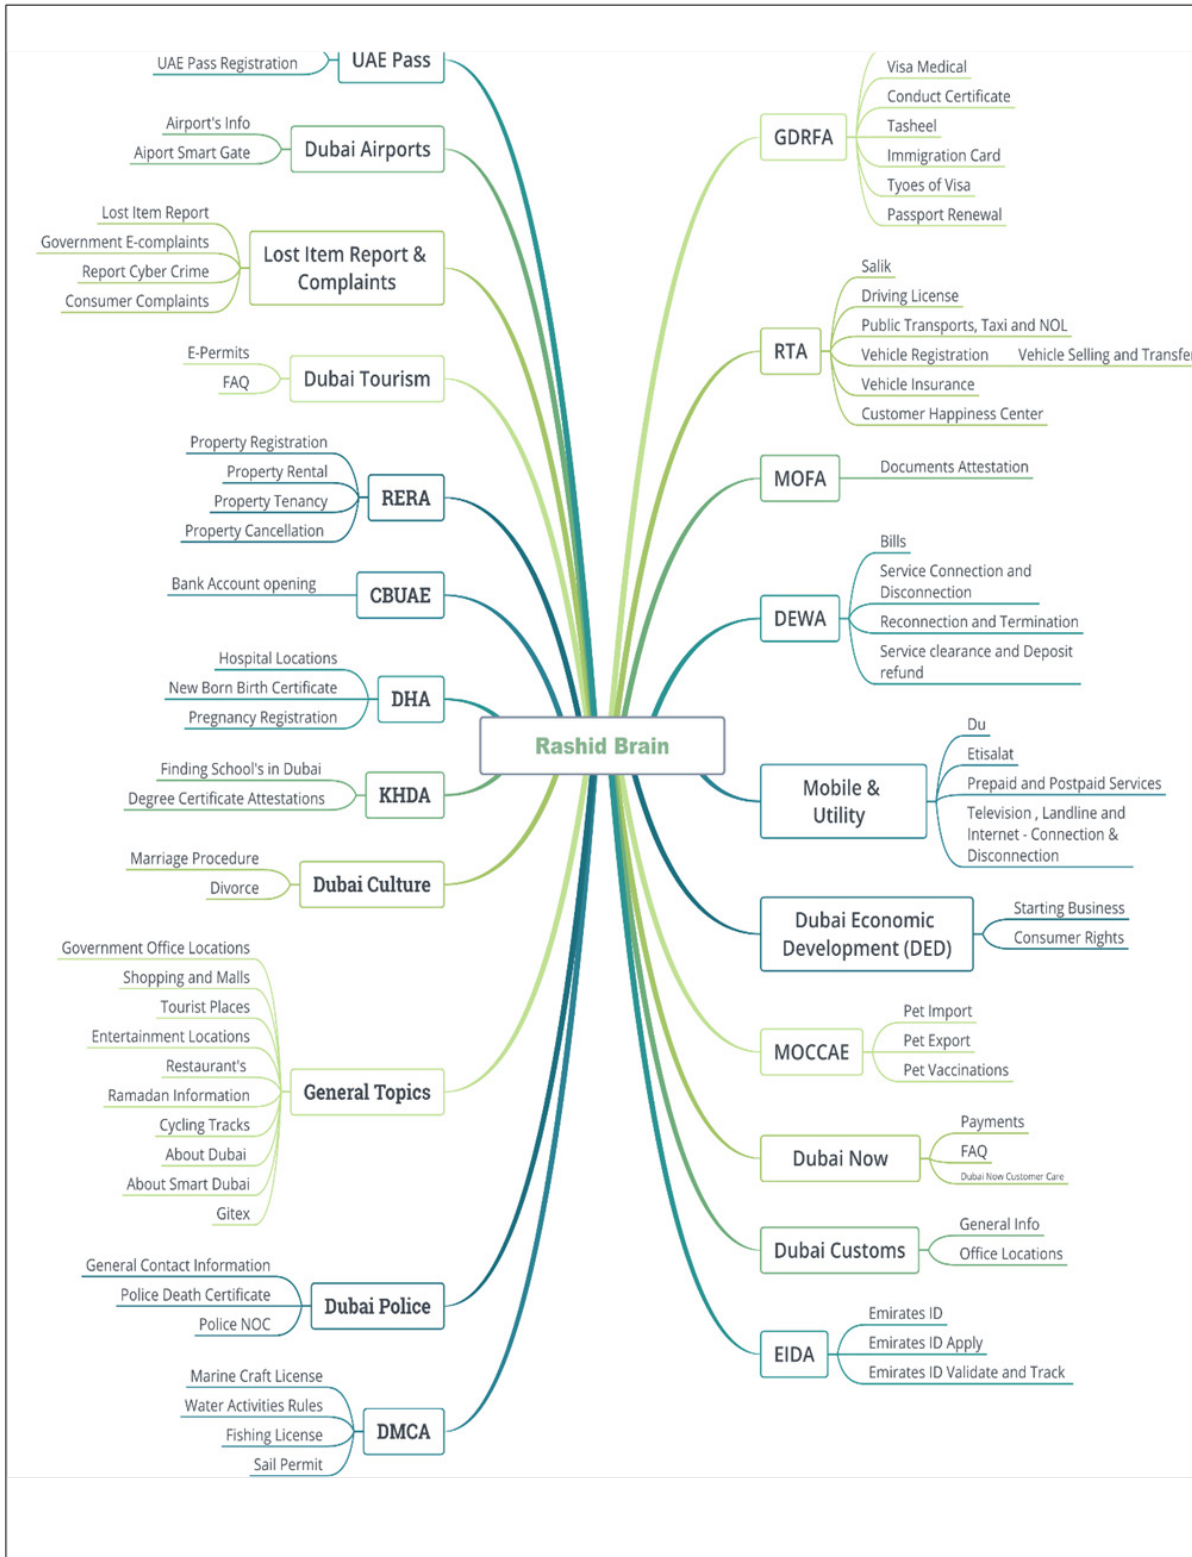 UAE Pass
UAE Pass Registration
Dubai Airports
Airport's Info
Aiport Smart Gate
Lost Item Report &
Complaints
Lost Item Report
Government E-complaints
Report Cyber Crime
Consumer Complaints
Dubai Tourism
E-Permits
FAQ
RERA
Property Registration
Property Rental
Property Tenancy
Property Cancellation
CBUAE
Bank Account opening
DHA
Hospital Locations
New Born Birth Certificate
Pregnancy Registration
KHDA
Finding School's in Dubai
Degree Certificate Attestations
Dubai Culture
Marriage Procedure
Divorce
General Topics
Government Office Locations
Shopping and Malls
Tourist Places
Entertainment Locations
Restaurant's
Ramadan Information
Cycling Tracks
About Dubai
About Smart Dubai
Gitex
Dubai Police
General Contact Information
Police Death Certificate
Police NOC
DMCA
Marine Craft License
Water Activities Rules
Fishing License
Sail Permit
Rashid Brain
GDRFA
Visa Medical
Conduct Certificate
Tasheel
Immigration Card
Tyoes of Visa
Passport Renewal
RTA
Salik
Driving License
Public Transports, Taxi and NOL
Vehicle Registration
Vehicle Selling and Transfer
Vehicle Insurance
Customer Happiness Center
MOFA
Documents Attestation
DEWA
Bills
Service Connection and
Disconnection
Reconnection and Termination
Service clearance and Deposit
refund
Mobile &
Utility
Du
Etisalat
Prepaid and Postpaid Services
Television , Landline and
Internet - Connection &
Disconnection
Dubai Economic
Development (DED)
Starting Business
Consumer Rights
MOCCAE
Pet Import
Pet Export
Pet Vaccinations
Dubai Now
Payments
FAQ
Dubai Now Customer Care
Dubai Customs
General Info
Office Locations
EIDA
Emirates ID
Emirates ID Apply
Emirates ID Validate and Track